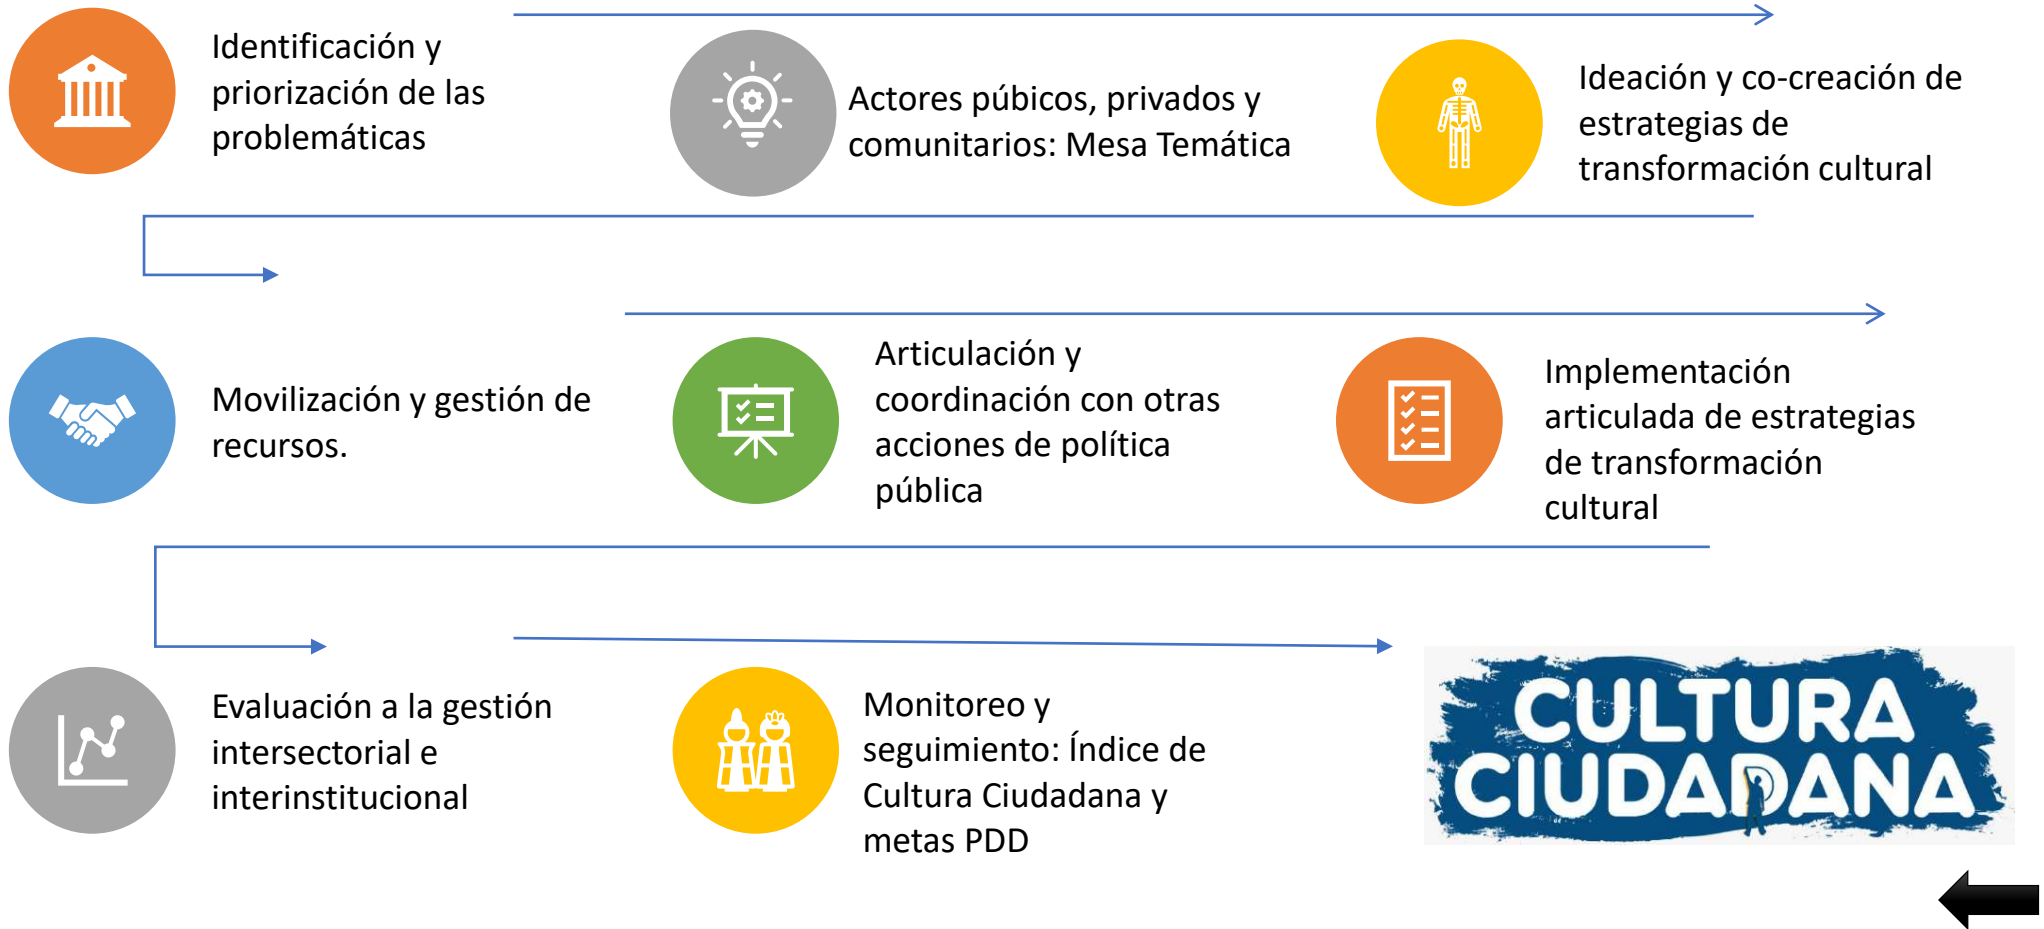 Identificación y
priorización de las
problemáticas
Actores púbicos, privados y
comunitarios: Mesa Temática
Ideación y co-creación de
estrategias de
transformación cultural
Movilización y gestión de
recursos.
Articulación y
coordinación con otras
acciones de política
pública
Implementación
articulada de estrategias
de transformación
cultural
Evaluación a la gestión
intersectorial e
interinstitucional
Monitoreo y
seguimiento: Índice de
Cultura Ciudadana y
metas PDD
CULTURA
CIUDADANA